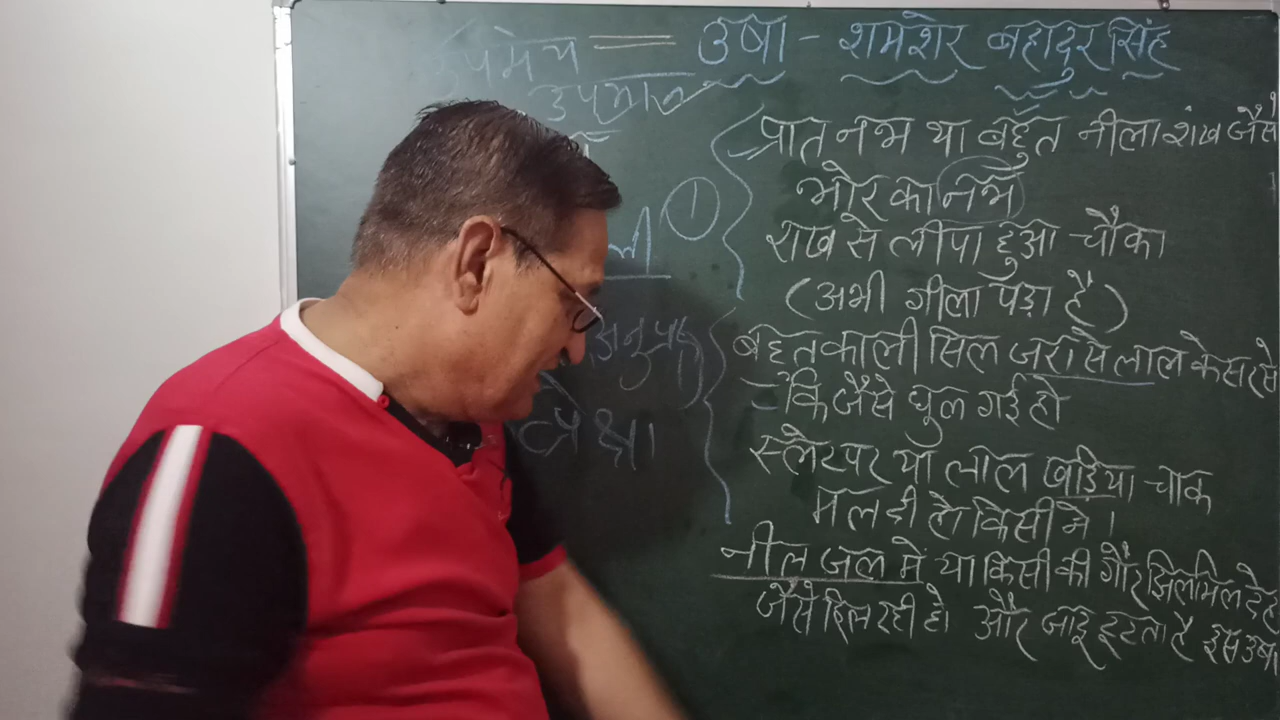 उपमेय = उषा - शमशेर बहादुर सिंह
उपमान
प्रात नभ था बहुत नीला शंख जैसे
①
भोर का नभ
राख से लीपा हुआ चौका
(अभी गीला पड़ा है)
बहुत काली सिल जरा से लाल केसर से
- कि जैसे धुल गई हो
स्लेट पर या लाल खड़िया चाक
मल दी हो किसी ने।
नील जल में या किसी की गौर झिलमिल देह
जैसे हिल रही हो और जादू टूटता है इस उषा